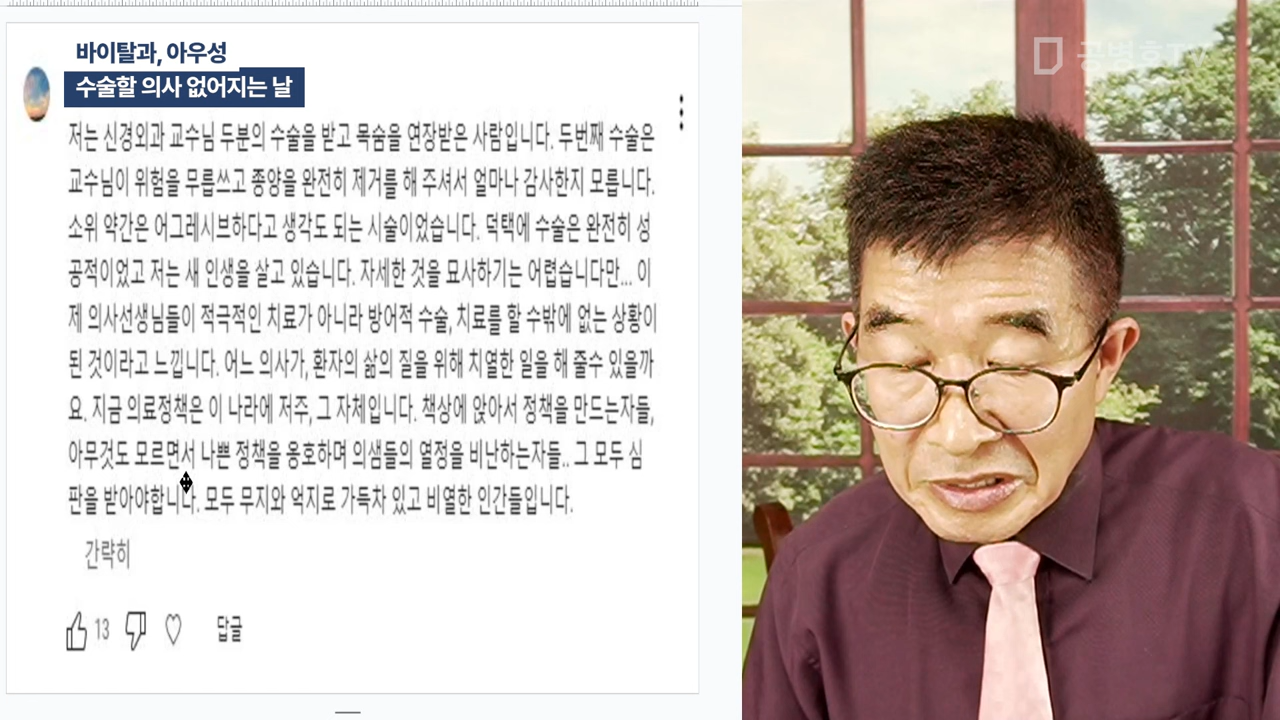 바이탈과, 아우성
수술할 의사 없어지는 날
저는 신경외과 교수님 두분의 수술을 받고 목숨을 연장받은 사람입니다. 두번째 수술은
교수님이 위험을 무릅쓰고 종양을 완전히 제거를 해 주셔서 얼마나 감사한지 모릅니다.
소위 약간은 어그레시브하다고 생각도 되는 시술이었습니다. 덕택에 수술은 완전히 성
공적이었고 저는 새 인생을 살고 있습니다. 자세한 것을 묘사하기는 어렵습니다만... 이
제 의사선생님들이 적극적인 치료가 아니라 방어적 수술, 치료를 할 수밖에 없는 상황이
된 것이라고 느낍니다. 어느 의사가, 환자의 삶의 질을 위해 치열한 일을 해 줄수 있을까
요. 지금 의료정책은 이 나라에 저주, 그 자체입니다. 책상에 앉아서 정책을 만드는자들,
아무것도 모르면서 나쁜 정책을 옹호하며 의샘들의 열정을 비난하는자들.. 그 모두 심
판을 받아야합니다. 모두 무지와 억지로 가득차 있고 비열한 인간들입니다.
간략히
13 답글
공병호TV